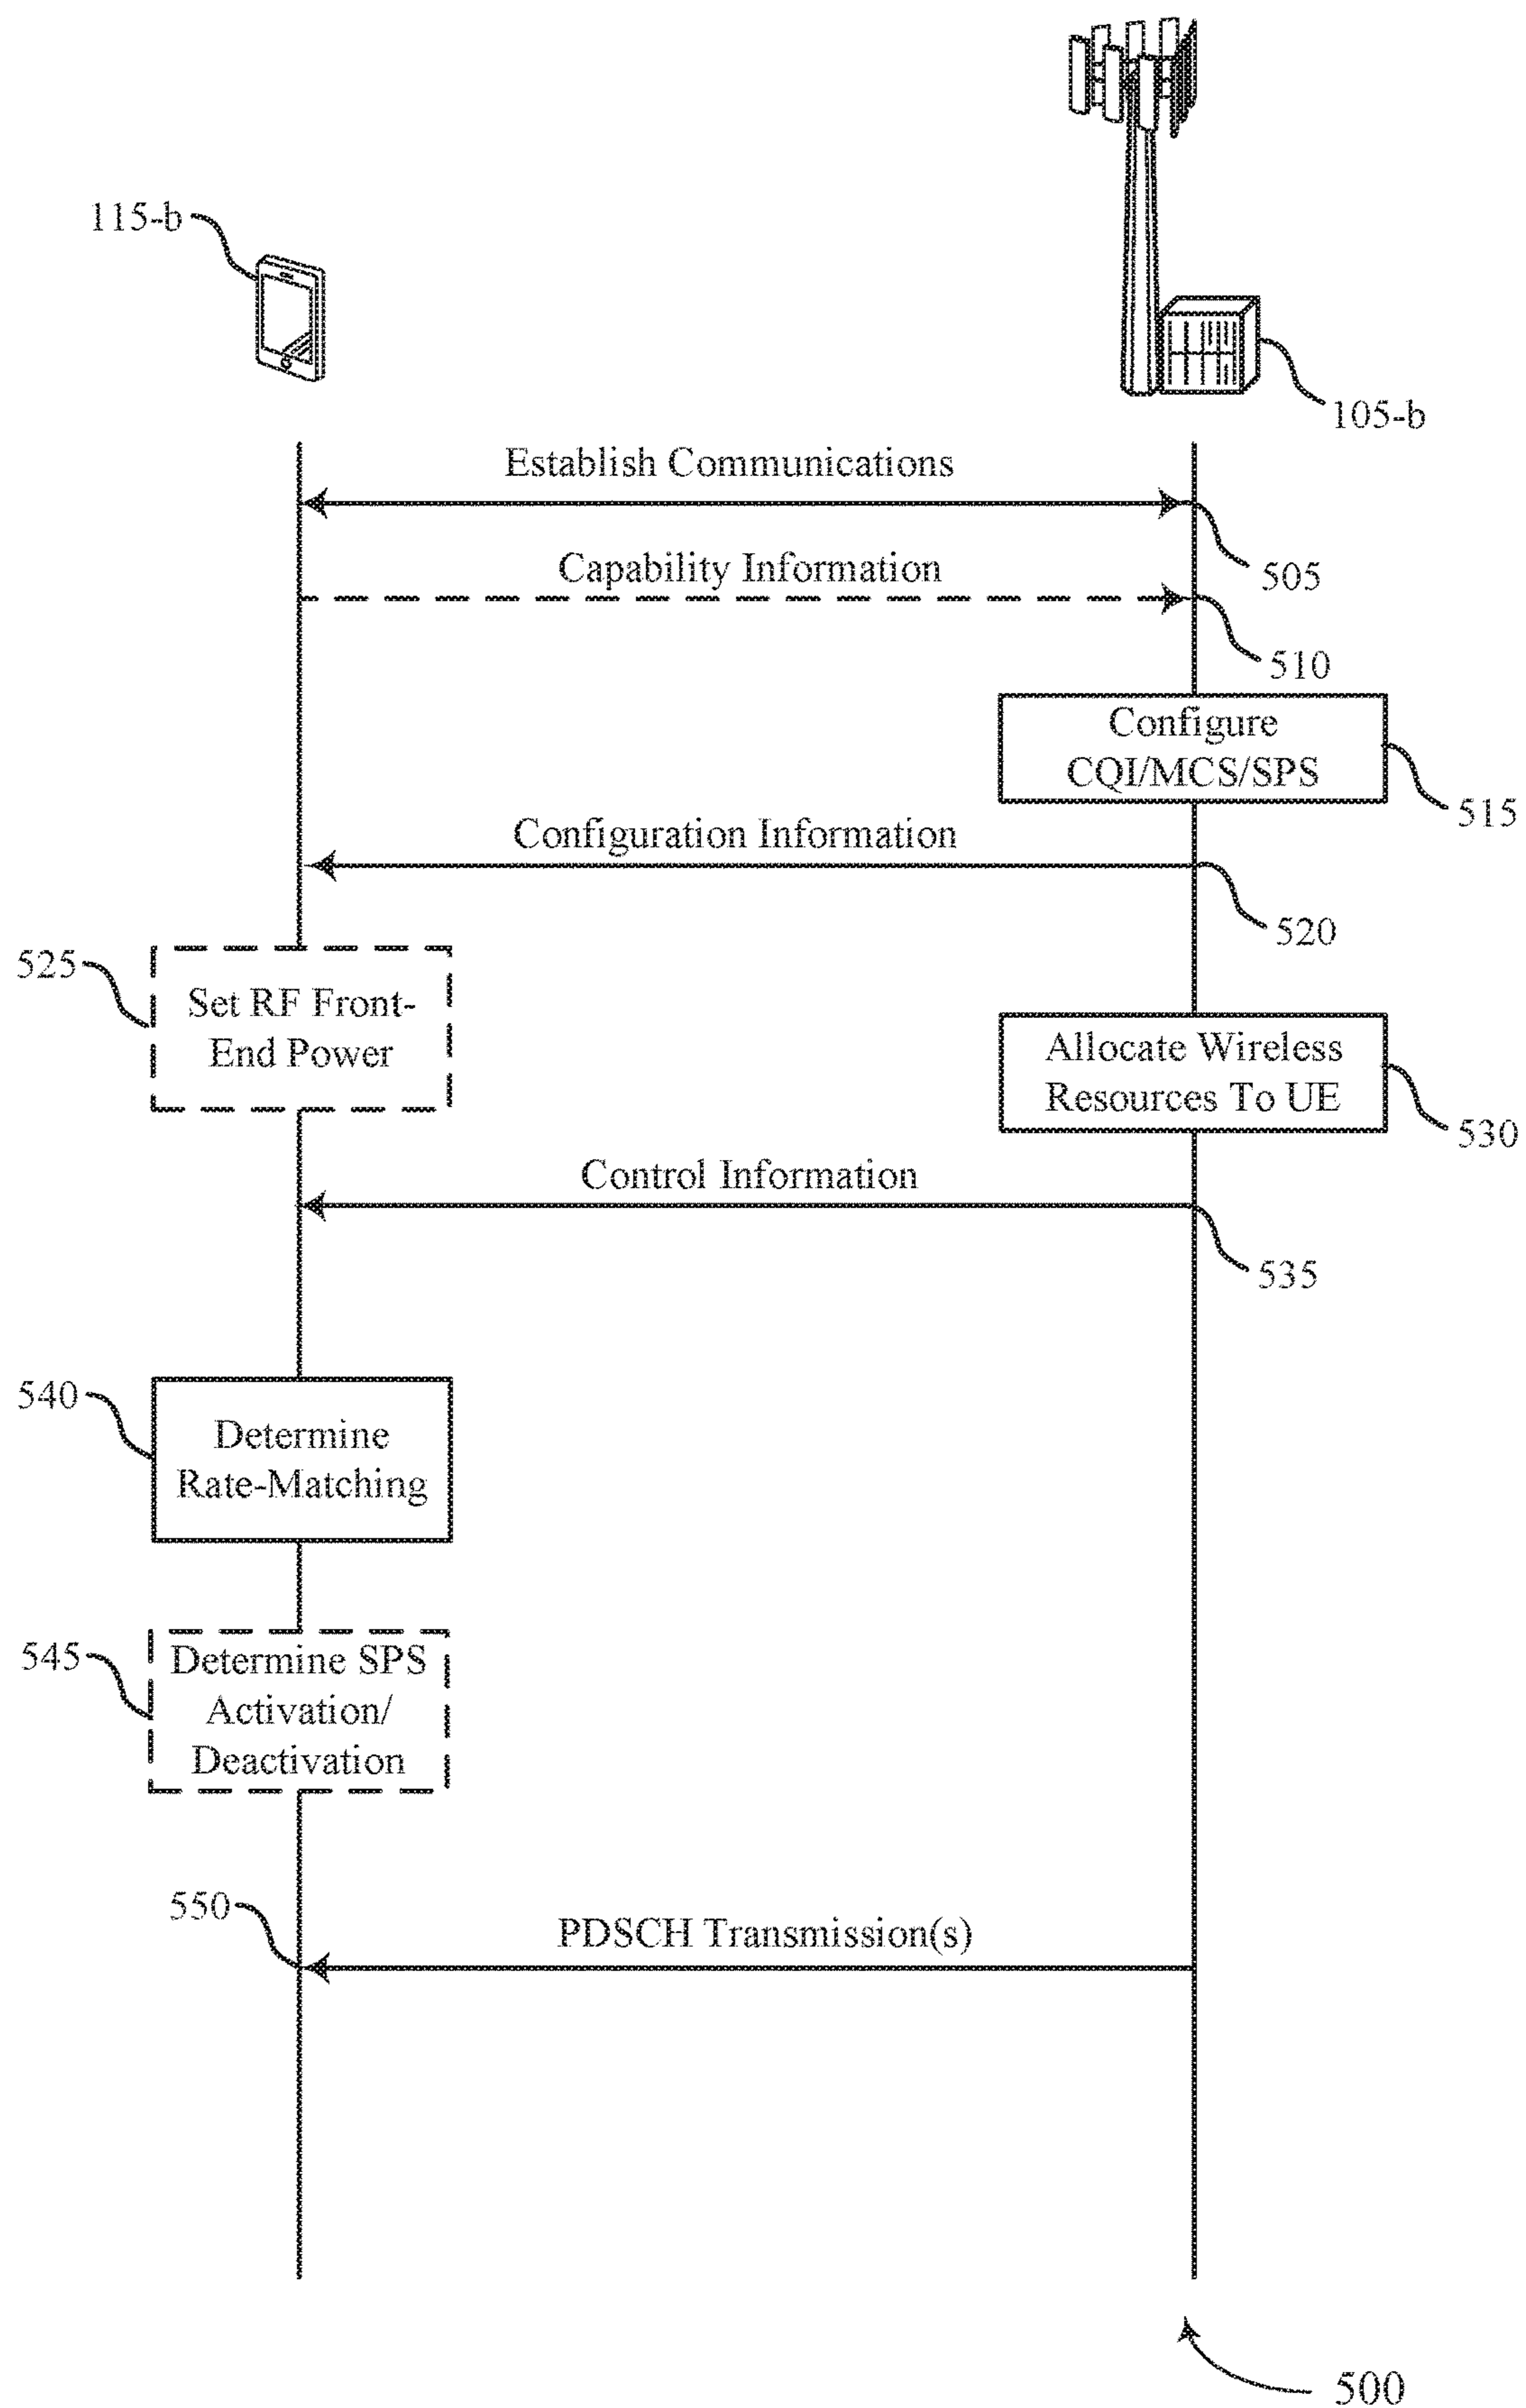 115-b
105-b
Establish Communications
505
Capability Information
510
Configure
CQI/MCS/SPS
515
Configuration Information
520
525
Set RF Front-
End Power
Allocate Wireless
Resources To UE
530
Control Information
535
540
Determine
Rate-Matching
545
Determine SPS
Activation/
Deactivation
550
PDSCH Transmission(s)
500